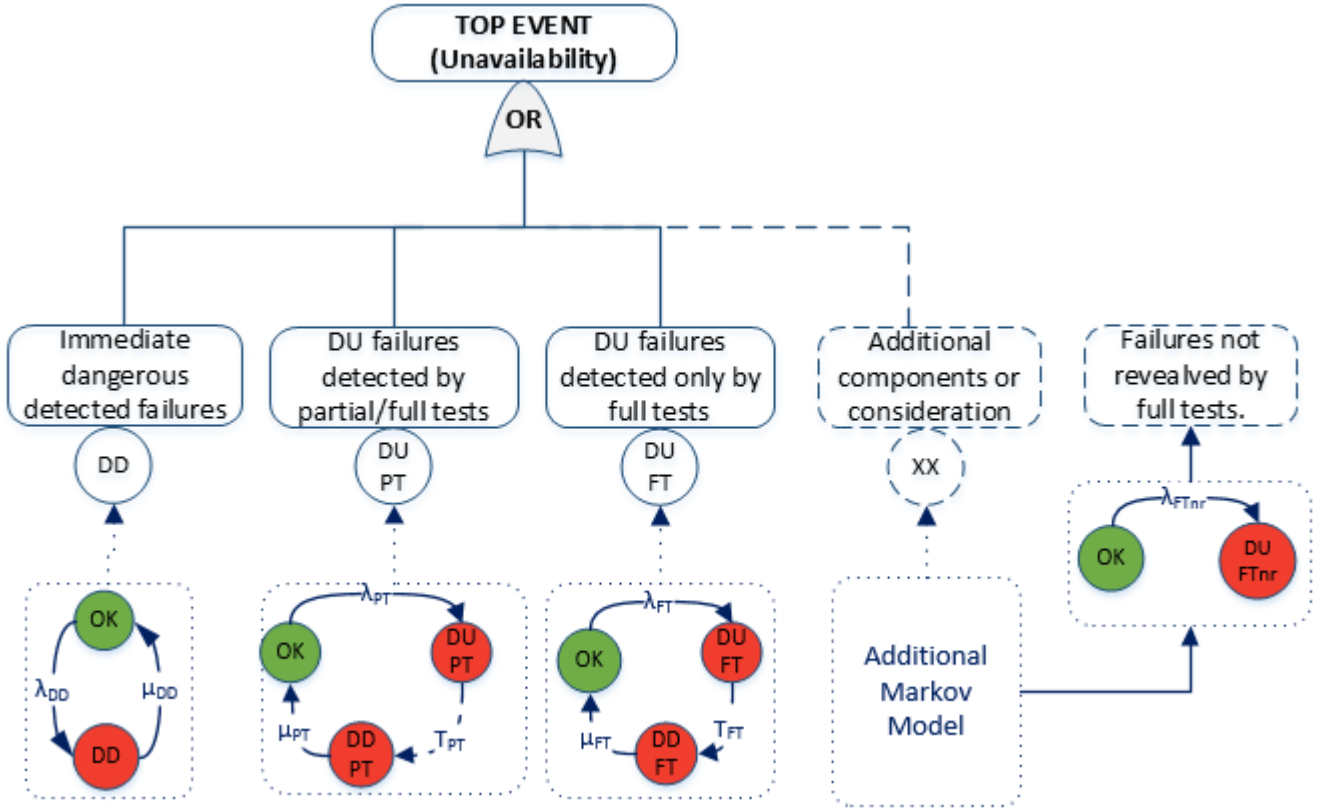 TOP EVENT
(Unavailability)
OR
Immediate
dangerous
detected failures
DD
DU failures
detected by
partial/full tests
DU
PT
DU failures
detected only by
full tests
DU
FT
Additional
components or
consideration
XX
Failures not
revealved by
full tests.
λFTnr
OK
DU
FTnr
OK
λDD
μDD
DD
λPT
OK
DU
PT
μPT
DD
PT
TPT
λFT
OK
DU
FT
μFT
DD
FT
TFT
Additional
Markov
Model